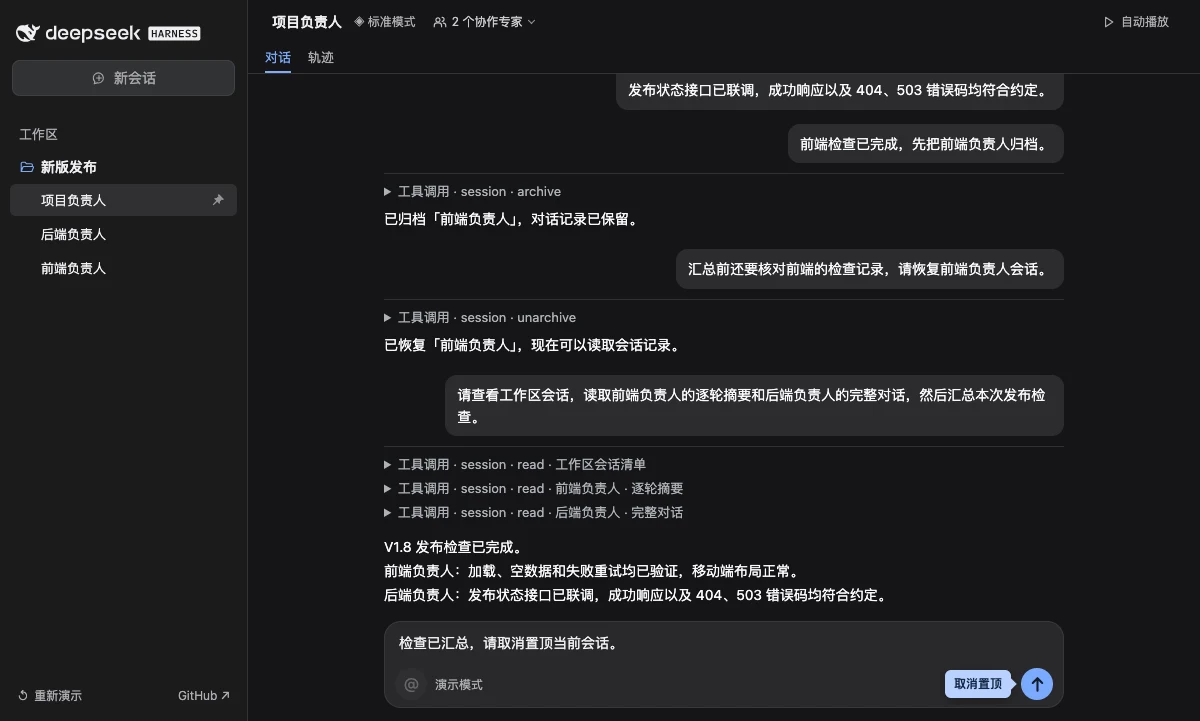 deepseek HARNESS
新会话
工作区
新版发布
项目负责人
后端负责人
前端负责人
重新演示
GitHub ↗
项目负责人 标准模式 2 个协作专家
自动播放
对话 轨迹
发布状态接口已联调，成功响应以及 404、503 错误码均符合约定。
前端检查已完成，先把前端负责人归档。
工具调用 · session · archive
已归档「前端负责人」，对话记录已保留。
汇总前还要核对前端的检查记录，请恢复前端负责人会话。
工具调用 · session · unarchive
已恢复「前端负责人」，现在可以读取会话记录。
请查看工作区会话，读取前端负责人的逐轮摘要和后端负责人的完整对话，然后汇总本次发布检
查。
工具调用 · session · read · 工作区会话清单
工具调用 · session · read · 前端负责人 · 逐轮摘要
工具调用 · session · read · 后端负责人 · 完整对话
V1.8 发布检查已完成。
前端负责人：加载、空数据和失败重试均已验证，移动端布局正常。
后端负责人：发布状态接口已联调，成功响应以及 404、503 错误码均符合约定。
检查已汇总，请取消置顶当前会话。
@ 演示模式
取消置顶